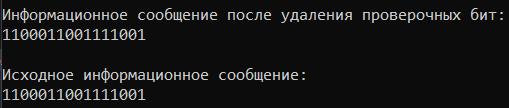 Информационное сообщение после удаления проверочных бит:
1100011001111001
Исходное информационное сообщение:
1100011001111001